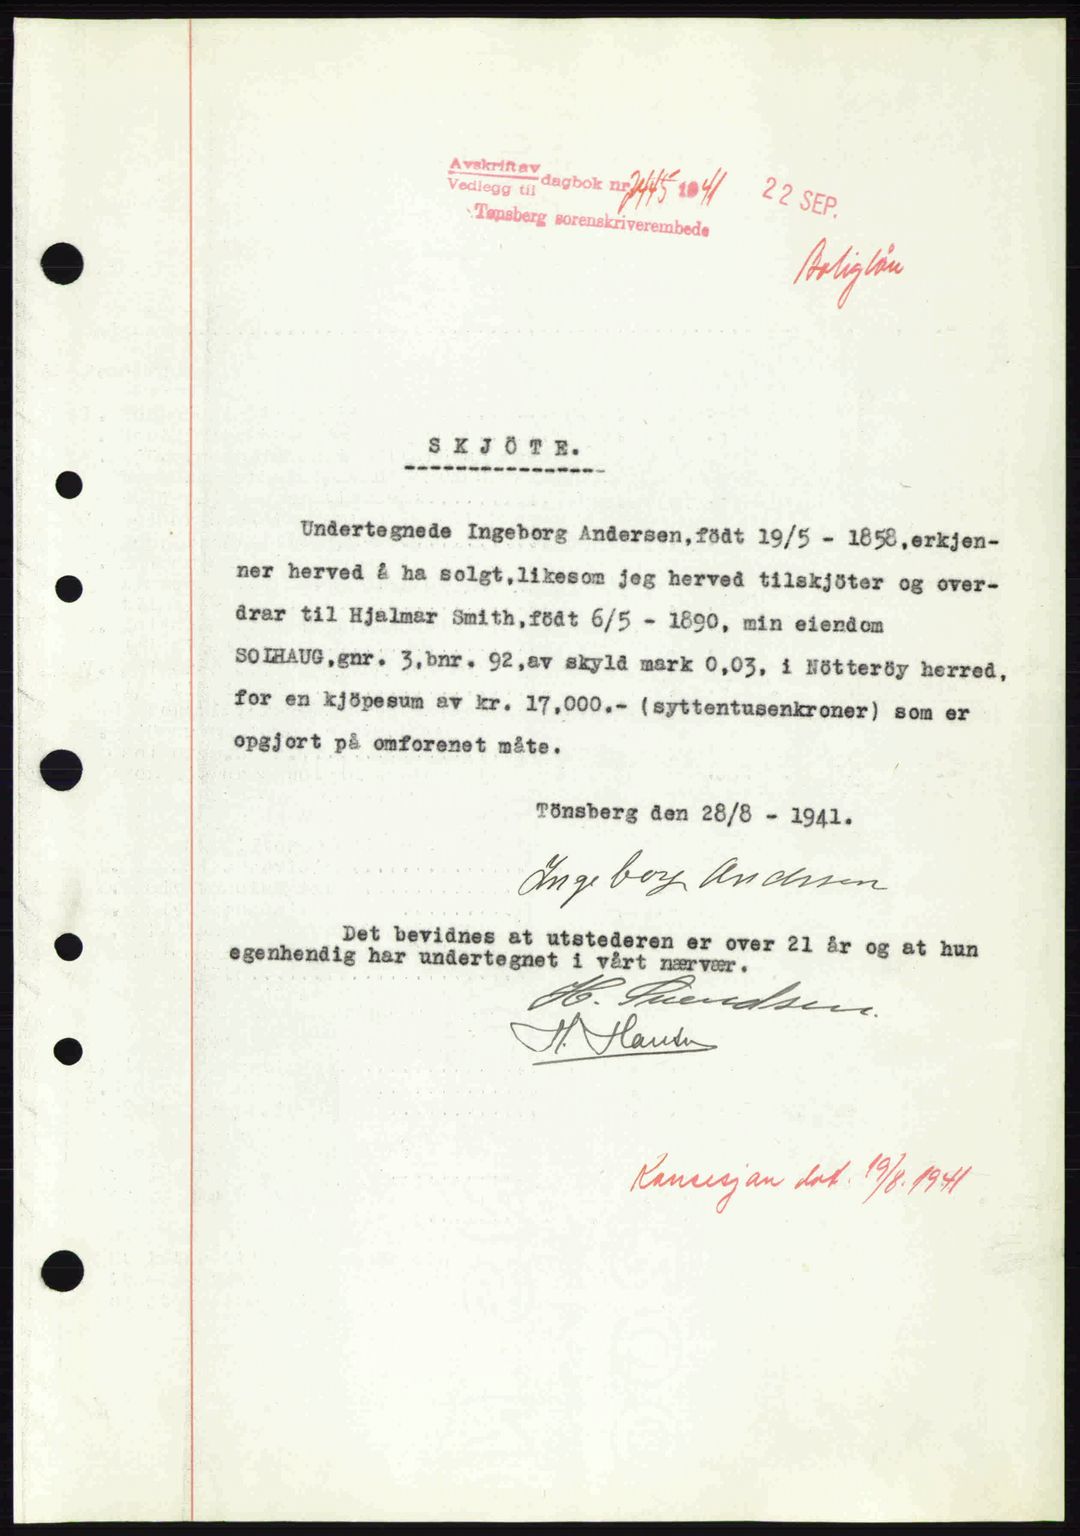 Avskrift av
Vedlegg til dagbok nr. 2445 1941 22 SEP.
Tønsberg sorenskriverembede
Boliglån
SKJÖTE.
Undertegnede Ingeborg Andersen,födt 19/5 - 1858,erkjen-
ner herved å ha solgt,likesom jeg herved tilskjöter og over-
drar til Hjalmar Smith,födt 6/5 - 1890, min eiendom
SOLHAUG,gnr. 3,bnr. 92,av skyld mark 0,03, i Nötteröy herred,
for en kjöpesum av kr. 17,000.- (syttentusenkroner) som er
opgjort på omforenet måte.
Tönsberg den 28/8 - 1941.
Ingeborg Andersen
Det bevidnes at utstederen er over 21 år og at hun
egenhendig har undertegnet i vårt nærvær.
H. Svendsen.
H. Hansen
Konsesjon dat. 19/8. 1941